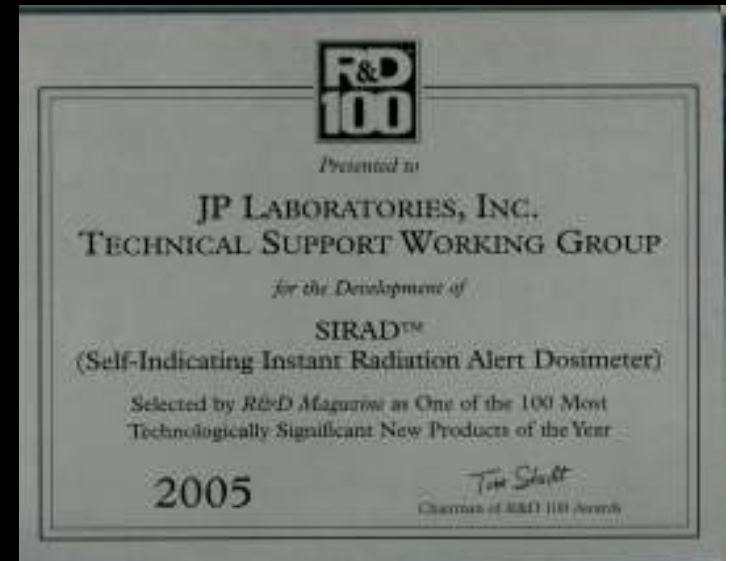 R&D
100
Presented to
JP LABORATORIES, INC.
TECHNICAL SUPPORT WORKING GROUP
for the Development of
SIRAD™
(Self-Indicating Instant Radiation Alert Dosimeter)
Selected by R&D Magazine as One of the 100 Most
Technologically Significant New Products of the Year
2005
Chairman of R&D 100 Awards